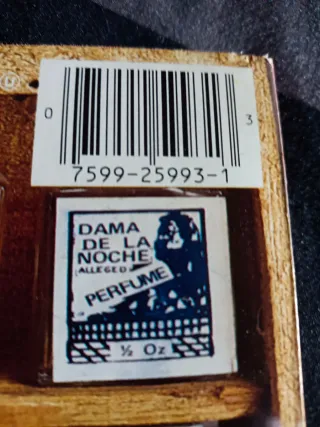 0 3
7599-25993-1
DAMA
DE LA
NOCHE
ALLEGED
PERFUME
½ Oz